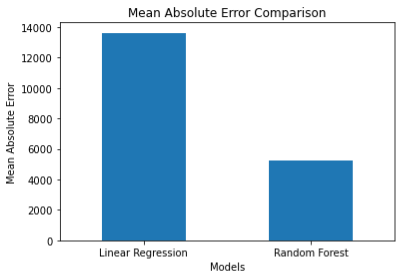 Mean Absolute Error Comparison
14000
12000
10000
8000
6000
4000
2000
0
Mean Absolute Error
Linear Regression
Random Forest
Models